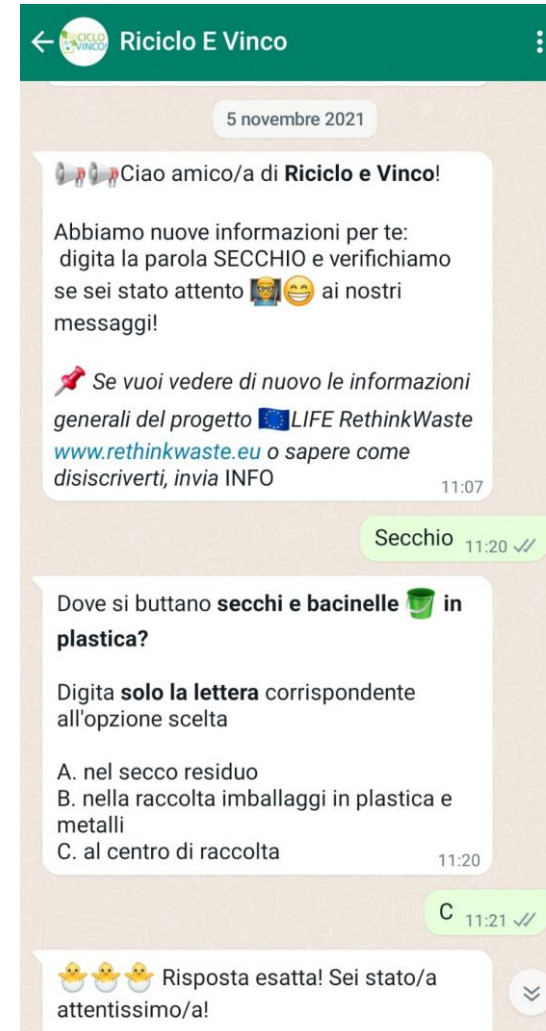 RICICLO
E VINCO!
Riciclo E Vinco
5 novembre 2021
Ciao amico/a di Riciclo e Vinco!
Abbiamo nuove informazioni per te:
digita la parola SECCHIO e verifichiamo
se sei stato attento 👨‍🏫😁 ai nostri
messaggi!
📌 Se vuoi vedere di nuovo le informazioni
generali del progetto 🇪🇺LIFE RethinkWaste
www.rethinkwaste.eu o sapere come
disiscriverti, invia INFO
11:07
Secchio 11:20
Dove si buttano secchi e bacinelle in
plastica?
Digita solo la lettera corrispondente
all'opzione scelta
A. nel secco residuo
B. nella raccolta imballaggi in plastica e
metalli
C. al centro di raccolta
11:20
C 11:21
🐣🐣🐣 Risposta esatta! Sei stato/a
attentissimo/a!